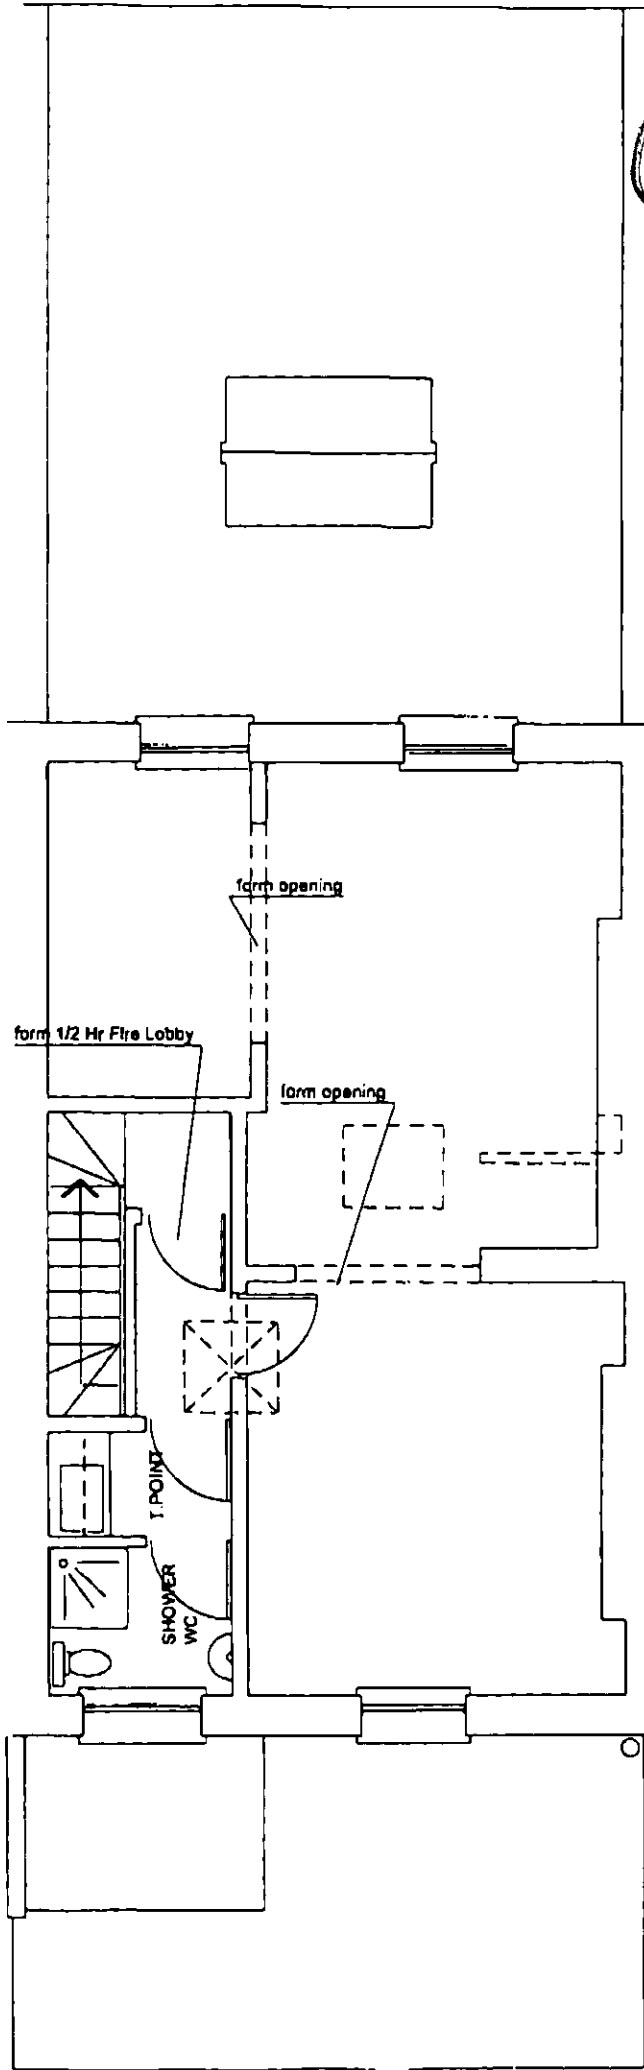 form opening
form 1/2 Hr Fire Lobby
form opening
T.POINT
SHOWER
WC